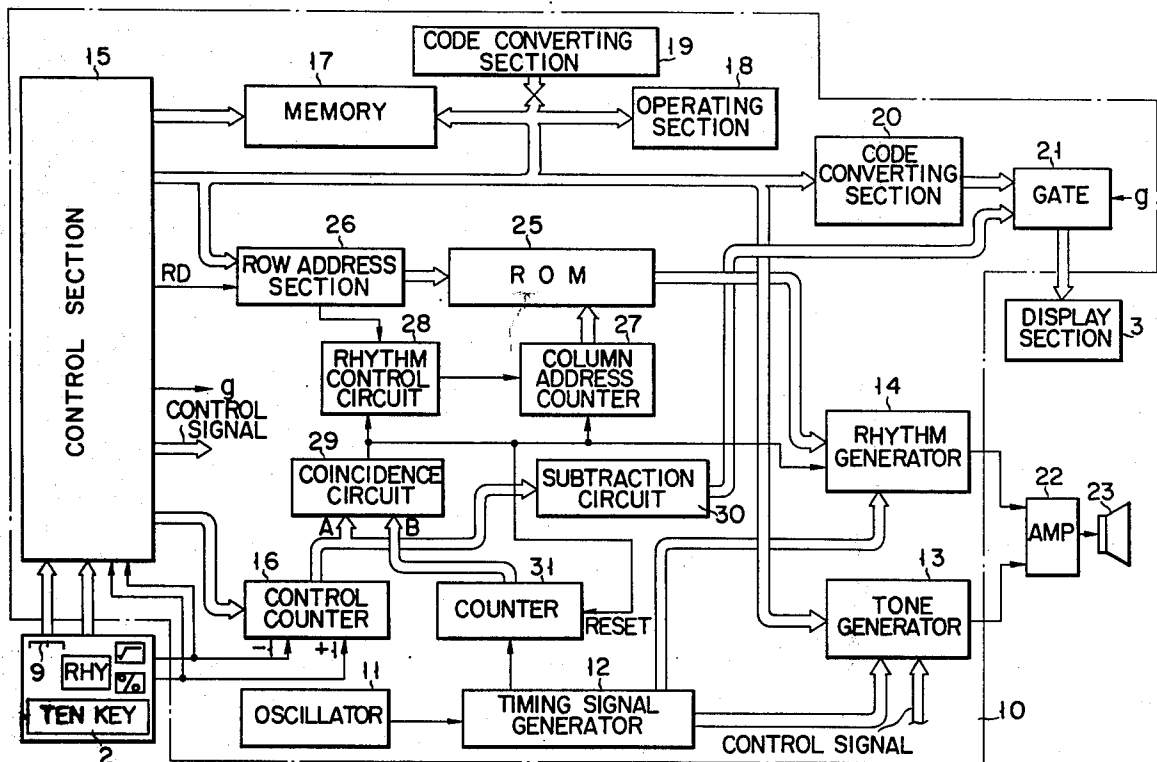 CODE CONVERTING
SECTION
19
15
17
MEMORY
18
OPERATING
SECTION
20
CODE
CONVERTING
SECTION
21
GATE
g
CONTROL SECTION
26
ROW ADDRESS
SECTION
RD
25
ROM
DISPLAY
SECTION
3
28
RHYTHM
CONTROL
CIRCUIT
27
COLUMN
ADDRESS
COUNTER
g
CONTROL
SIGNAL
14
RHYTHM
GENERATOR
29
COINCIDENCE
CIRCUIT
A
B
SUBTRACTION
CIRCUIT
30
22
AMP
23
16
CONTROL
COUNTER
-1
+1
31
COUNTER
RESET
13
TONE
GENERATOR
9
RHY
√
%
TEN KEY
2
11
OSCILLATOR
12
TIMING SIGNAL
GENERATOR
CONTROL SIGNAL
10